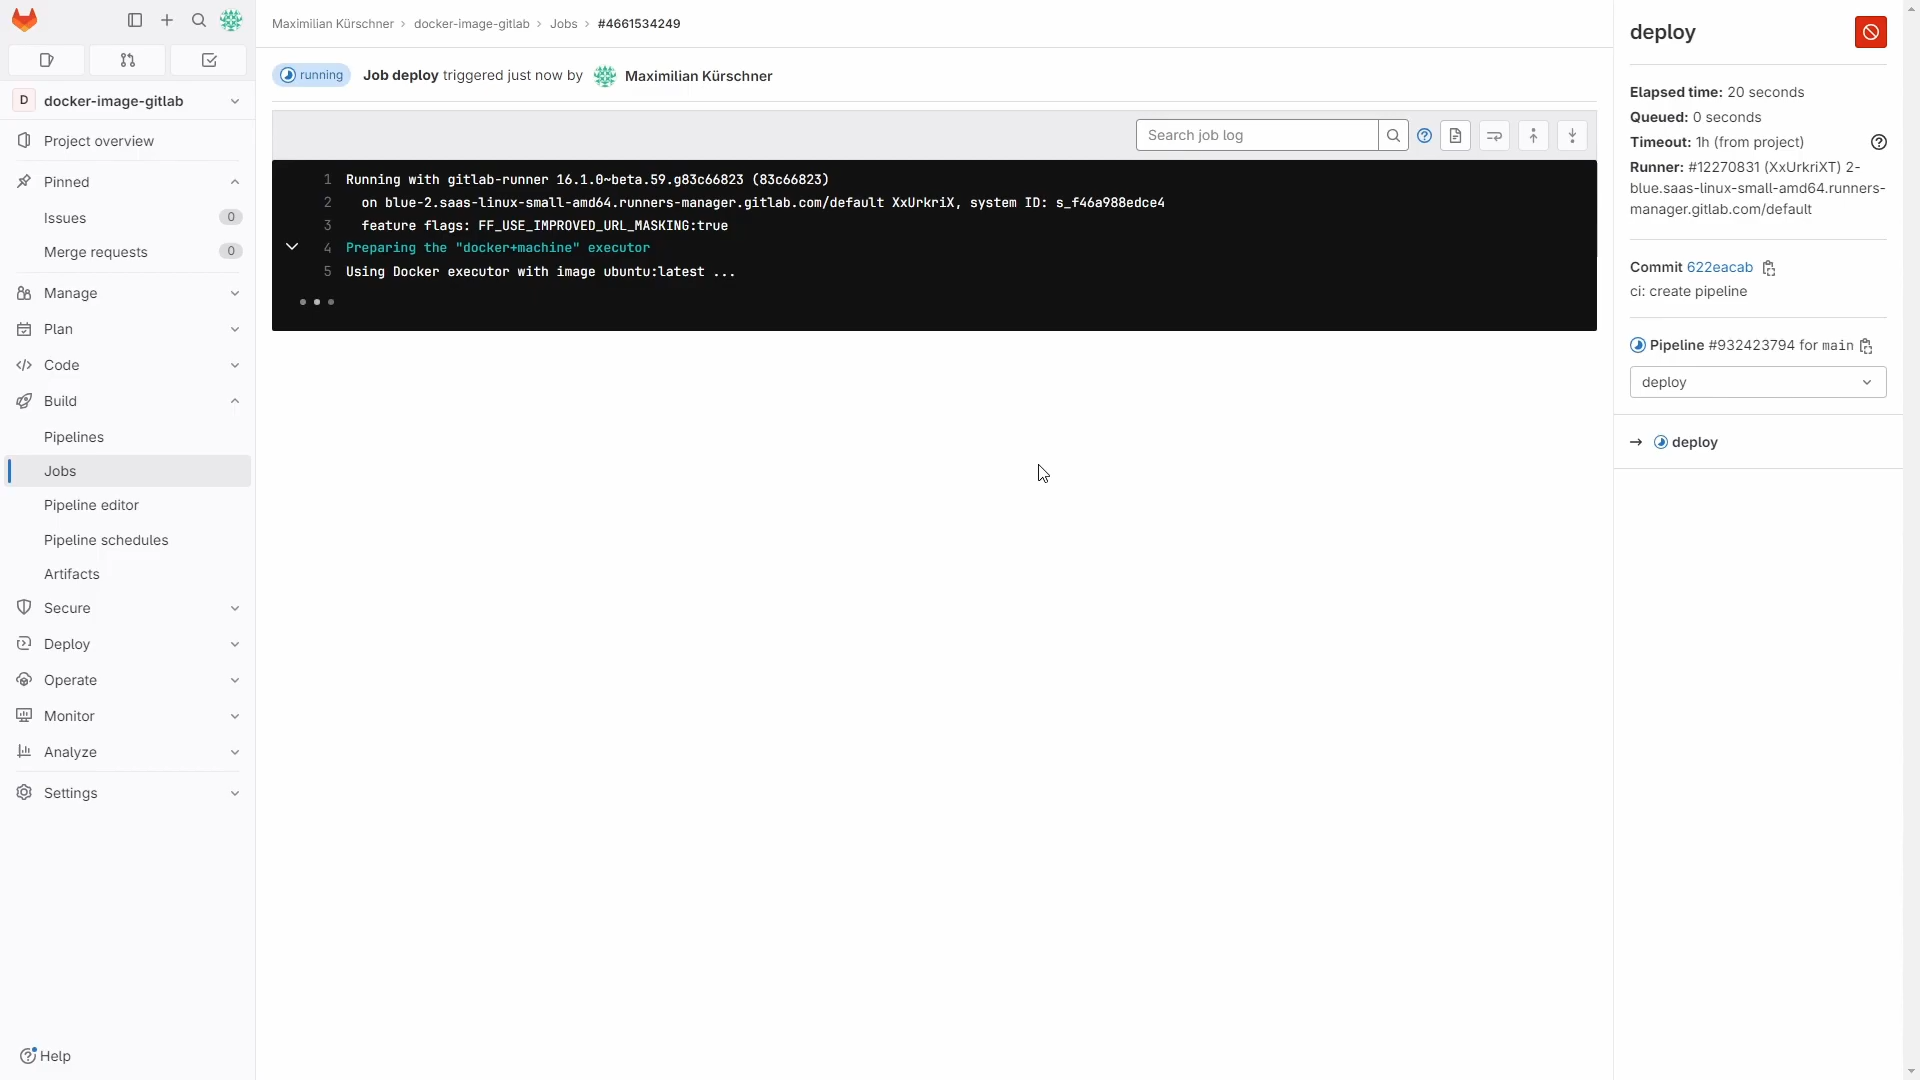 Maximilian Kürschner › docker-image-gitlab › Jobs › #4661534249
D docker-image-gitlab
Project overview
Pinned
Issues 0
Merge requests 0
Manage
Plan
Code
Build
Pipelines
Jobs
Pipeline editor
Pipeline schedules
Artifacts
Secure
Deploy
Operate
Monitor
Analyze
Settings
Help
running Job deploy triggered just now by Maximilian Kürschner
Search job log
1 Running with gitlab-runner 16.1.0~beta.59.g83c66823 (83c66823)
2 on blue-2.saas-linux-small-amd64.runners-manager.gitlab.com/default XxUrkriX, system ID: s_f46a988edce4
3 feature flags: FF_USE_IMPROVED_URL_MASKING:true
4 Preparing the "docker+machine" executor
5 Using Docker executor with image ubuntu:latest ...
deploy
Elapsed time: 20 seconds
Queued: 0 seconds
Timeout: 1h (from project)
Runner: #12270831 (XxUrkriXT) 2-
blue.saas-linux-small-amd64.runners-
manager.gitlab.com/default
Commit 622eacab
ci: create pipeline
Pipeline #932423794 for main
deploy
→ deploy